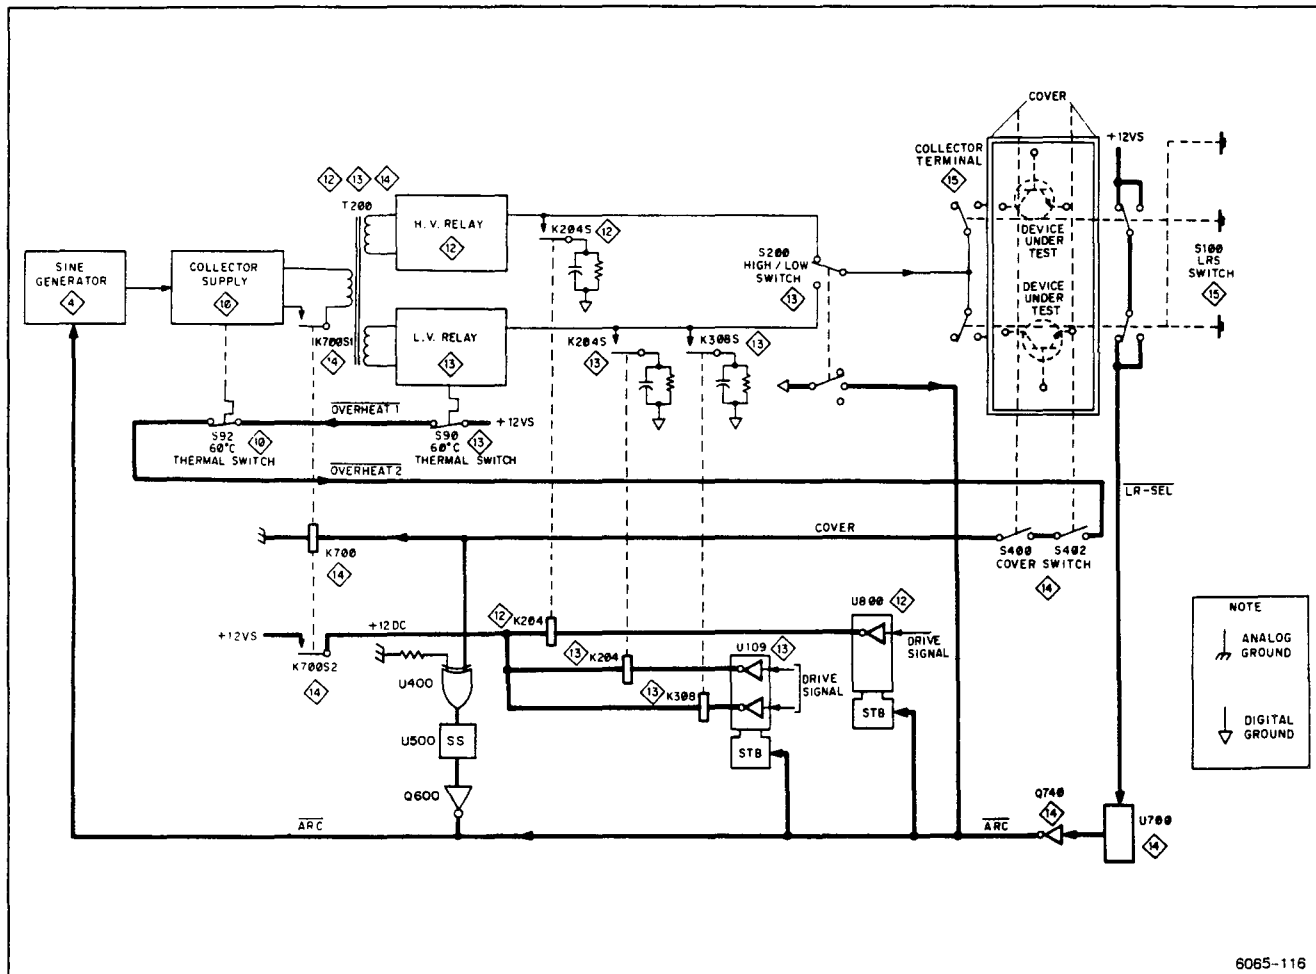 COVER
+12VS
COLLECTOR
TERMINAL
15
12 13 14
T200
H.V. RELAY
12
K204S 12
DEVICE
UNDER
TEST
S200
HIGH/LOW
SWITCH
13
S100
LRS
SWITCH
15
SINE
GENERATOR
4
COLLECTOR
SUPPLY
10
DEVICE
UNDER
TEST
K700S1
14
L.V. RELAY
13
K204S
13
K308S 13
OVERHEAT 1
S92
60°C
THERMAL SWITCH
10
S90
60°C
THERMAL SWITCH
13
+12VS
OVERHEAT 2
LR-SEL
COVER
K700
14
S400 S402
COVER SWITCH
14
U800 12
NOTE
ANALOG
GROUND
DIGITAL
GROUND
+12VS
+12DC
12 K204
DRIVE
SIGNAL
K700S2
14
13 K204
U109 13
U400
13 K308
DRIVE
SIGNAL
STB
U500 SS
STB
Q600
Q740
14
U700
14
ARC
ARC
6065-116